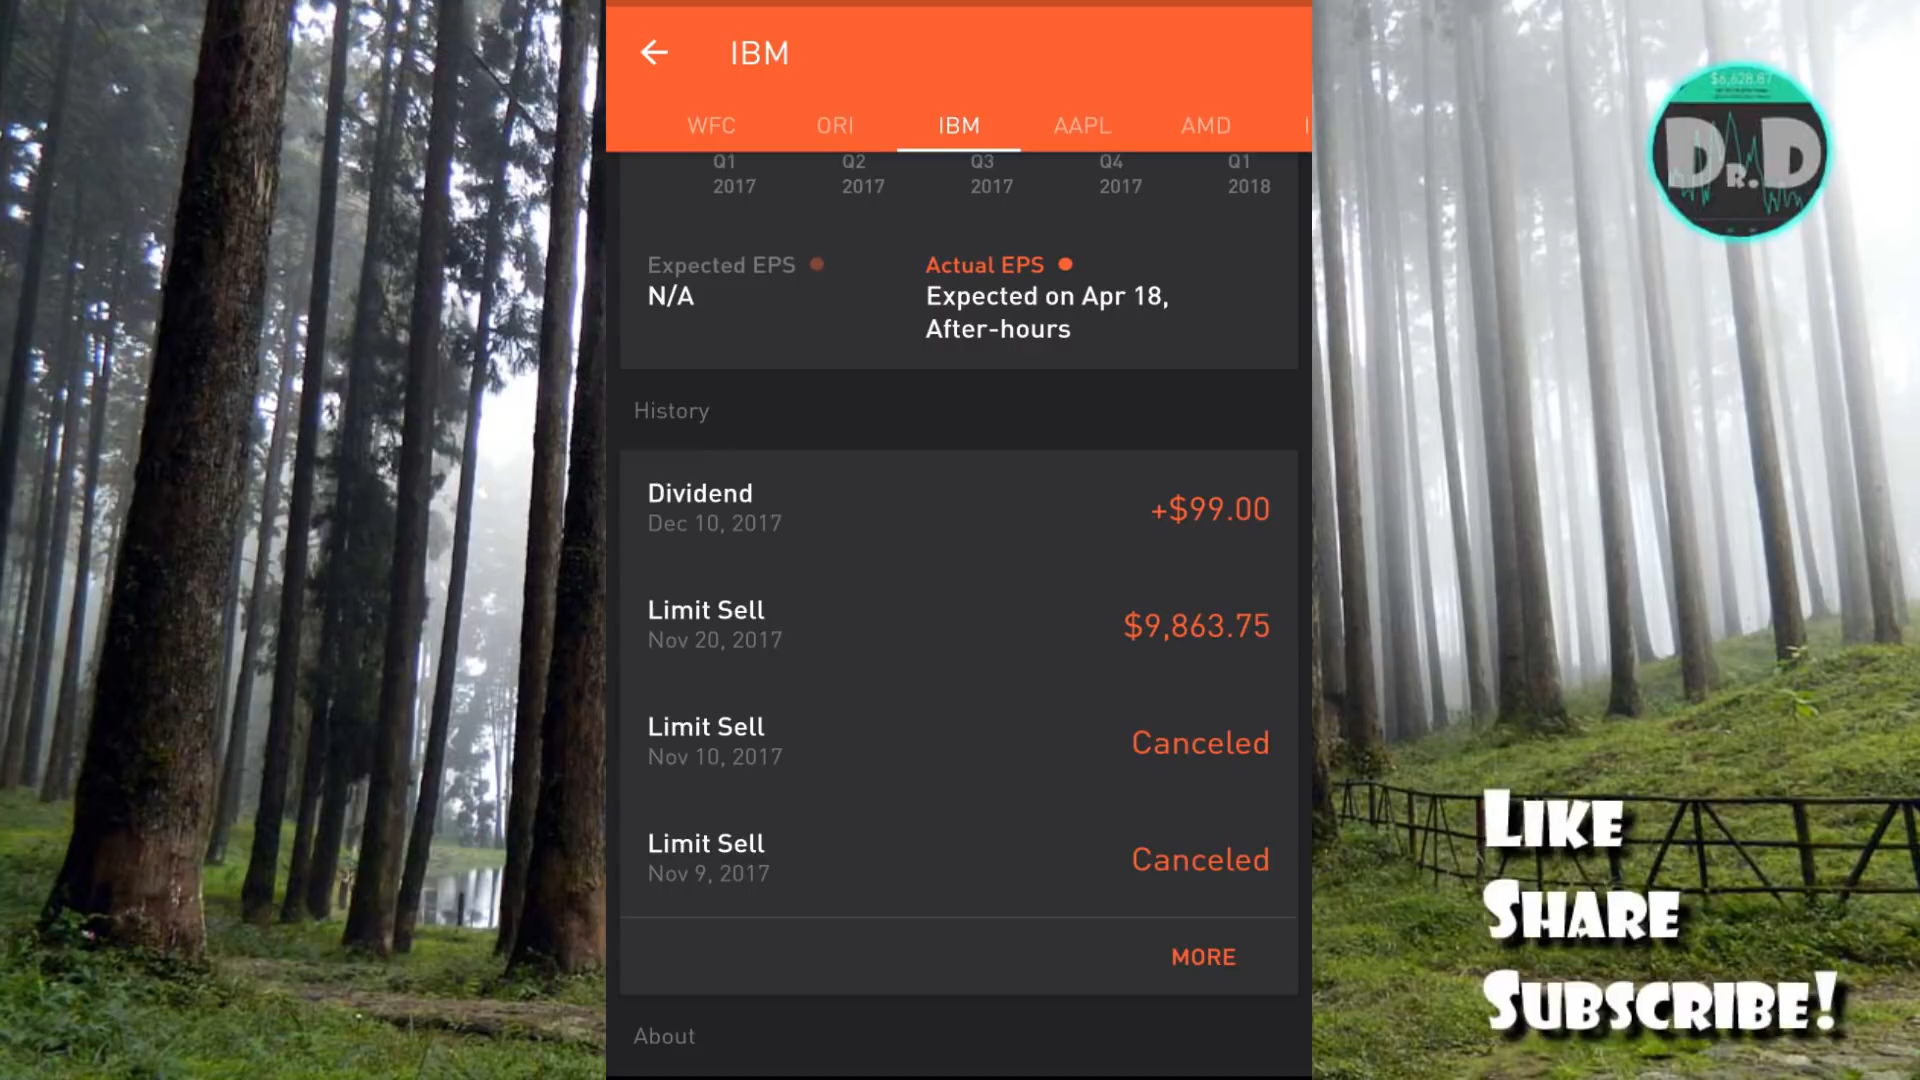 IBM
WFC
ORI
IBM
AAPL
AMD
Q1
2017
Q2
2017
Q3
2017
Q4
2017
Q1
2018
Expected EPS
N/A
Actual EPS
Expected on Apr 18,
After-hours
History
Dividend
Dec 10, 2017
+$99.00
Limit Sell
Nov 20, 2017
$9,863.75
Limit Sell
Nov 10, 2017
Canceled
Limit Sell
Nov 9, 2017
Canceled
MORE
About
$6,628.87
DR.D
LIKE
SHARE
SUBSCRIBE!